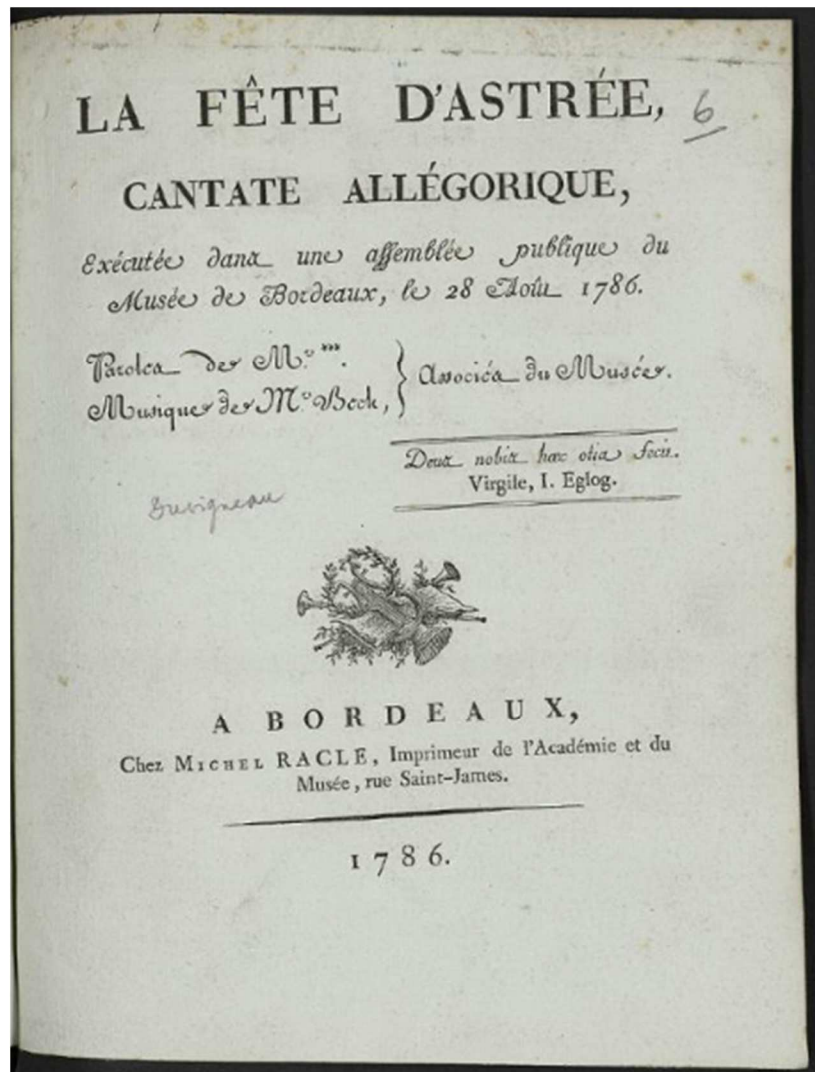 LA FÊTE D'ASTRÉE, 6
CANTATE ALLÉGORIQUE,
Exécutée dans une assemblée publique du
Musée de Bordeaux, le 28 Août 1786.
Paroles de M.r ***.
Musique de M.r Beck,
Associés du Musée.
Deus nobis hæc otia fecit.
Virgile, I. Eglog.
Duvigneau
A BORDEAUX,
Chez MICHEL RACLE, Imprimeur de l'Académie et du
Musée, rue Saint-James.
1786.